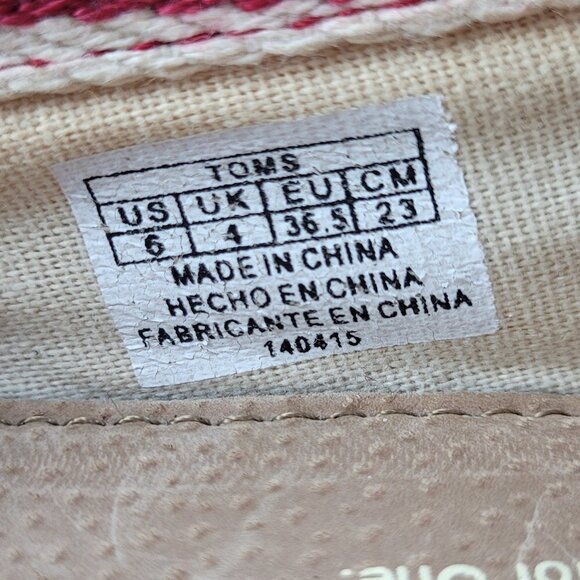 TOMS
US UK EU CM
6 4 36.5 23
MADE IN CHINA
HECHO EN CHINA
FABRICANTE EN CHINA
140415
One.